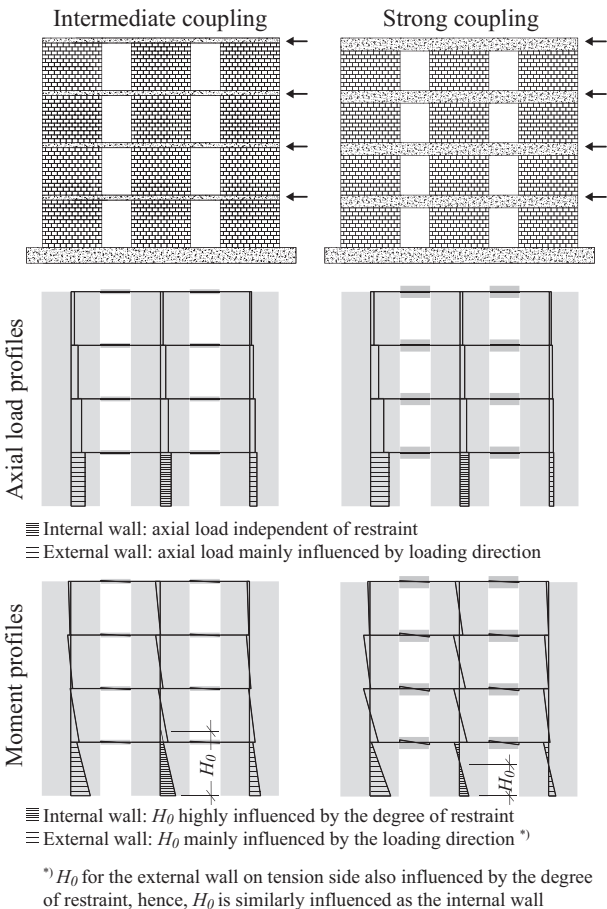 Intermediate coupling
Strong coupling
Axial load profiles
Internal wall: axial load independent of restraint
External wall: axial load mainly influenced by loading direction
Moment profiles
H0
H0
Internal wall: H0 highly influenced by the degree of restraint
External wall: H0 mainly influenced by the loading direction *)
*) H0 for the external wall on tension side also influenced by the degree
of restraint, hence, H0 is similarly influenced as the internal wall